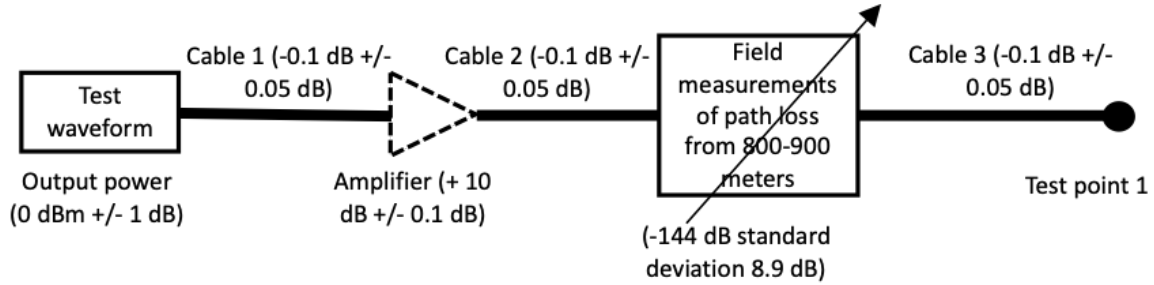 Cable 1 (-0.1 dB +/-
0.05 dB)
Cable 2 (-0.1 dB +/-
0.05 dB)
Field
measurements
of path loss
from 800-900
meters
Cable 3 (-0.1 dB +/-
0.05 dB)
Test
waveform
Output power
(0 dBm +/- 1 dB)
Amplifier (+ 10
dB +/- 0.1 dB)
Test point 1
(-144 dB standard
deviation 8.9 dB)